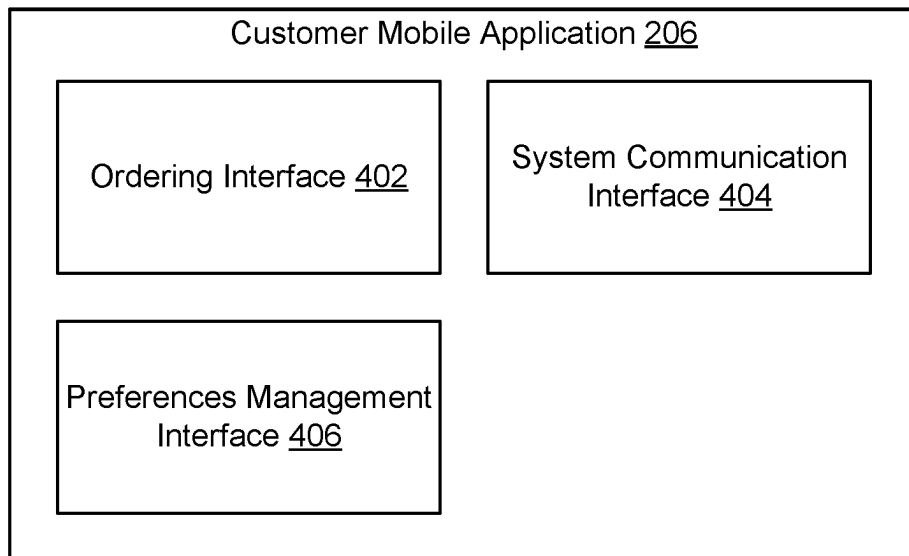 Customer Mobile Application 206
Ordering Interface 402
System Communication
Interface 404
Preferences Management
Interface 406